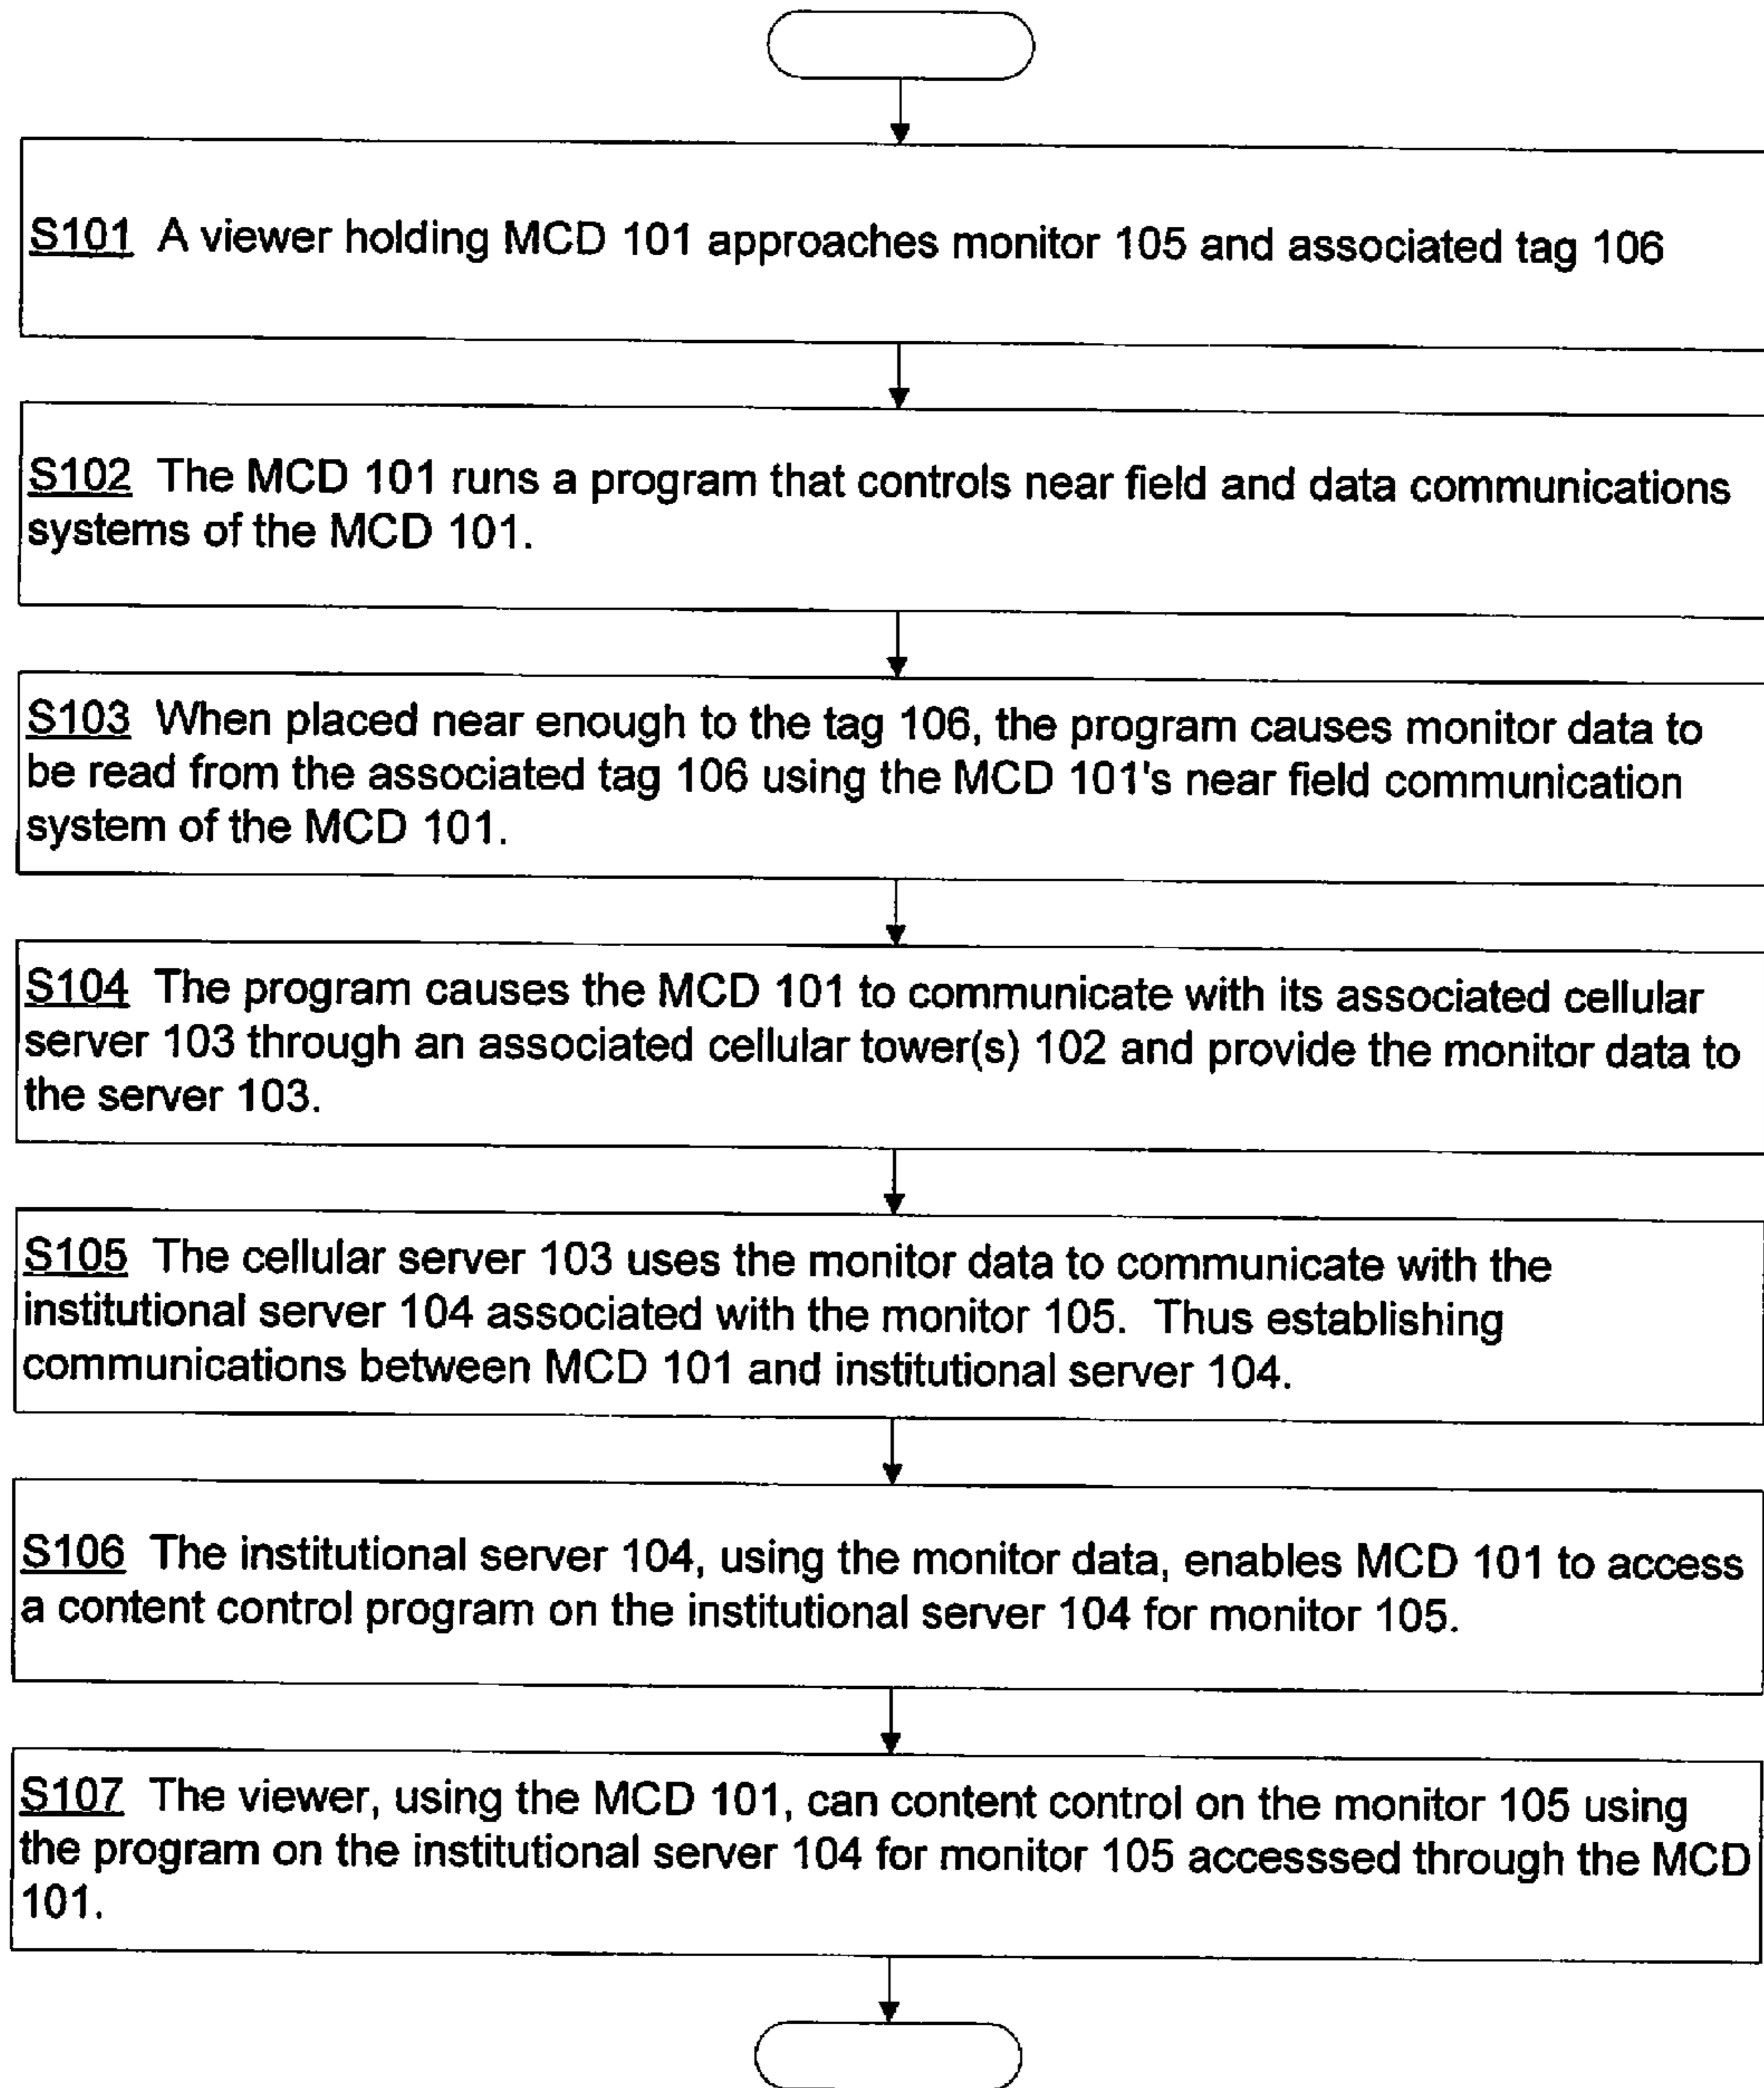 S101 A viewer holding MCD 101 approaches monitor 105 and associated tag 106
S102 The MCD 101 runs a program that controls near field and data communications
systems of the MCD 101.
S103 When placed near enough to the tag 106, the program causes monitor data to
be read from the associated tag 106 using the MCD 101's near field communication
system of the MCD 101.
S104 The program causes the MCD 101 to communicate with its associated cellular
server 103 through an associated cellular tower(s) 102 and provide the monitor data to
the server 103.
S105 The cellular server 103 uses the monitor data to communicate with the
institutional server 104 associated with the monitor 105. Thus establishing
communications between MCD 101 and institutional server 104.
S106 The institutional server 104, using the monitor data, enables MCD 101 to access
a content control program on the institutional server 104 for monitor 105.
S107 The viewer, using the MCD 101, can content control on the monitor 105 using
the program on the institutional server 104 for monitor 105 accesssed through the MCD
101.